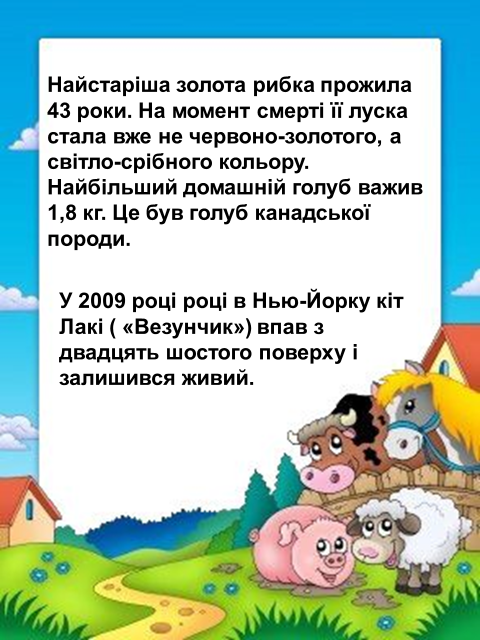 Найстаріша золота рибка прожила
43 роки. На момент смерті її луска
стала вже не червоно-золотого, а
світло-срібного кольору.
Найбільший домашній голуб важив
1,8 кг. Це був голуб канадської
породи.
У 2009 році році в Нью-Йорку кіт
Лакі ( «Везунчик») впав з
двадцять шостого поверху і
залишився живий.